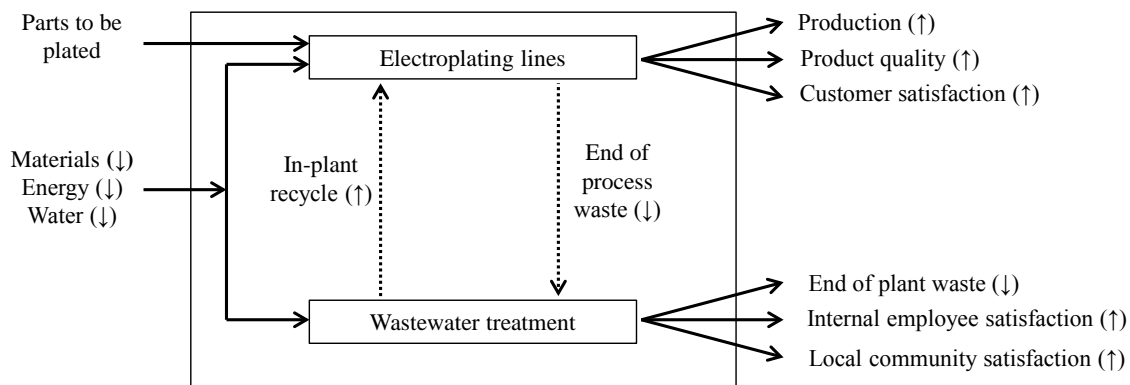 Parts to be
plated
Electroplating lines
Production (↑)
Product quality (↑)
Customer satisfaction (↑)
Materials (↓)
Energy (↓)
Water (↓)
In-plant
recycle (↑)
End of
process
waste (↓)
Wastewater treatment
End of plant waste (↓)
Internal employee satisfaction (↑)
Local community satisfaction (↑)